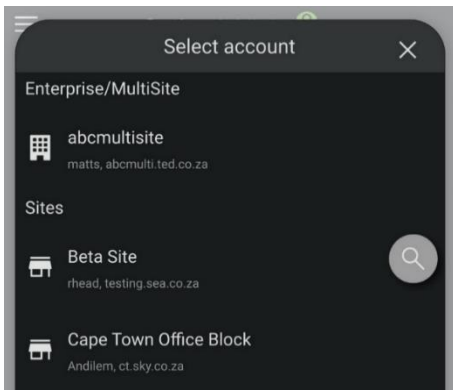 Select account
Enterprise/MultiSite
abcmultisite
matts, abcmulti.ted.co.za
Sites
Beta Site
rhead, testing.sea.co.za
Cape Town Office Block
Andilem, ct.sky.co.za